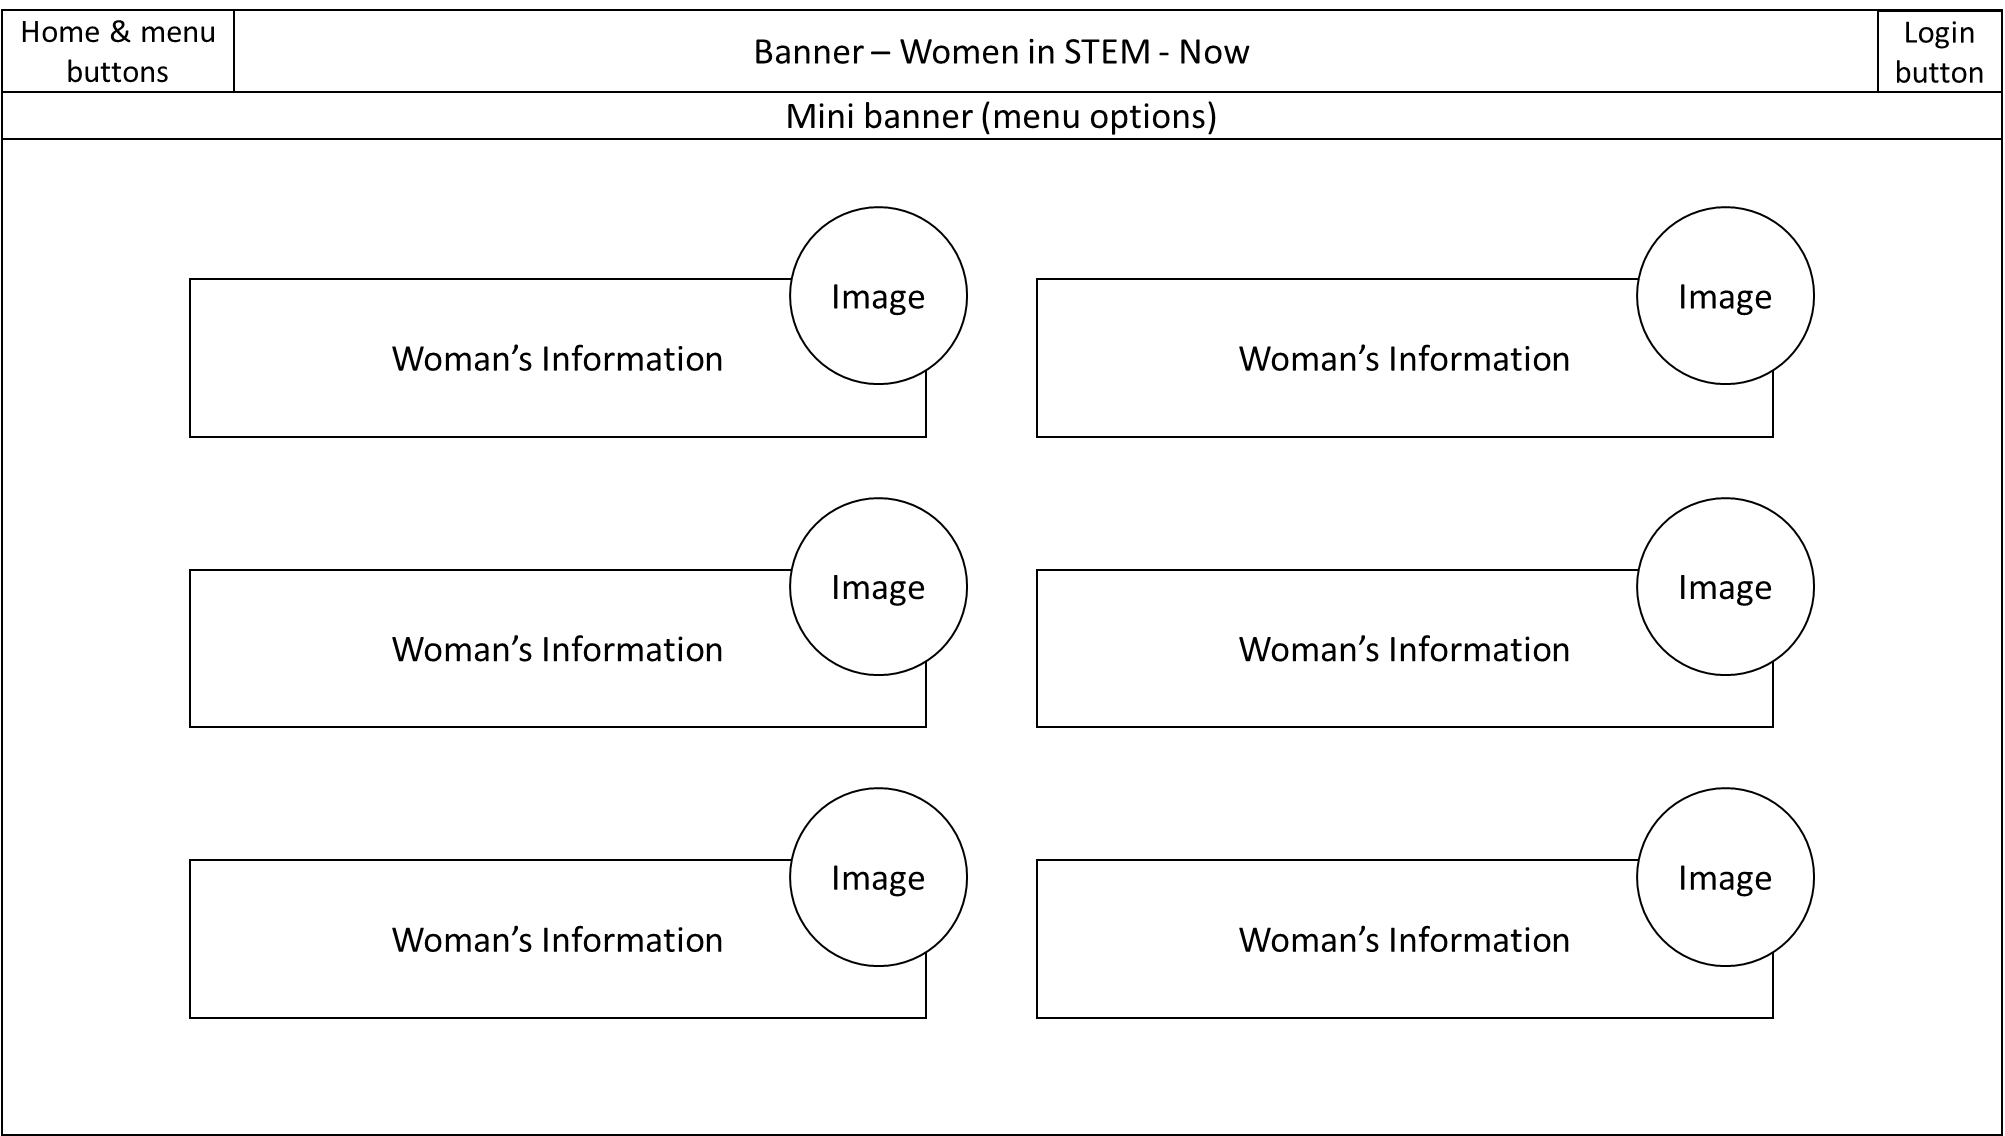 Home & menu
buttons
Banner – Women in STEM - Now
Login
button
Mini banner (menu options)
Image
Woman’s Information
Image
Woman’s Information
Image
Woman’s Information
Image
Woman’s Information
Image
Woman’s Information
Image
Woman’s Information